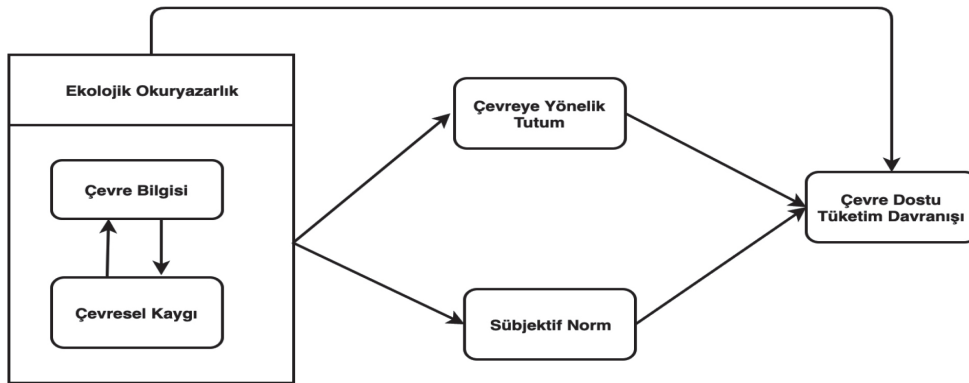 Ekolojik Okuryazarlık
Çevre Bilgisi
Çevresel Kaygı
Çevreye Yönelik
Tutum
Sübjektif Norm
Çevre Dostu
Tüketim Davranışı